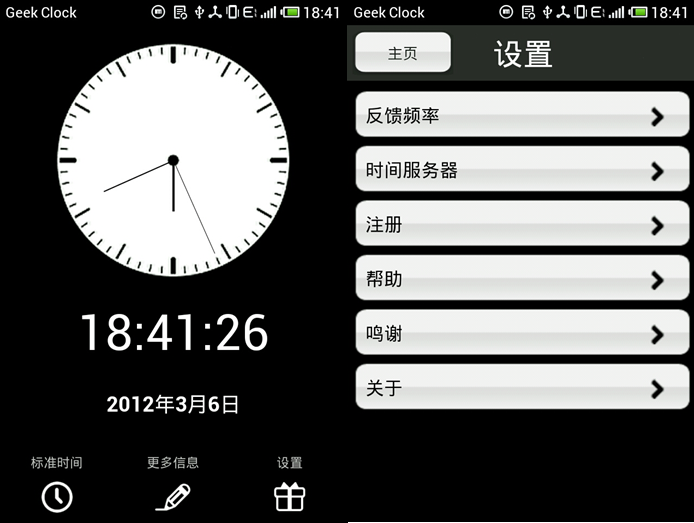 Geek Clock
18:41
18:41:26
2012年3月6日
标准时间
更多信息
设置
Geek Clock
18:41
主页
设置
反馈频率
时间服务器
注册
帮助
鸣谢
关于